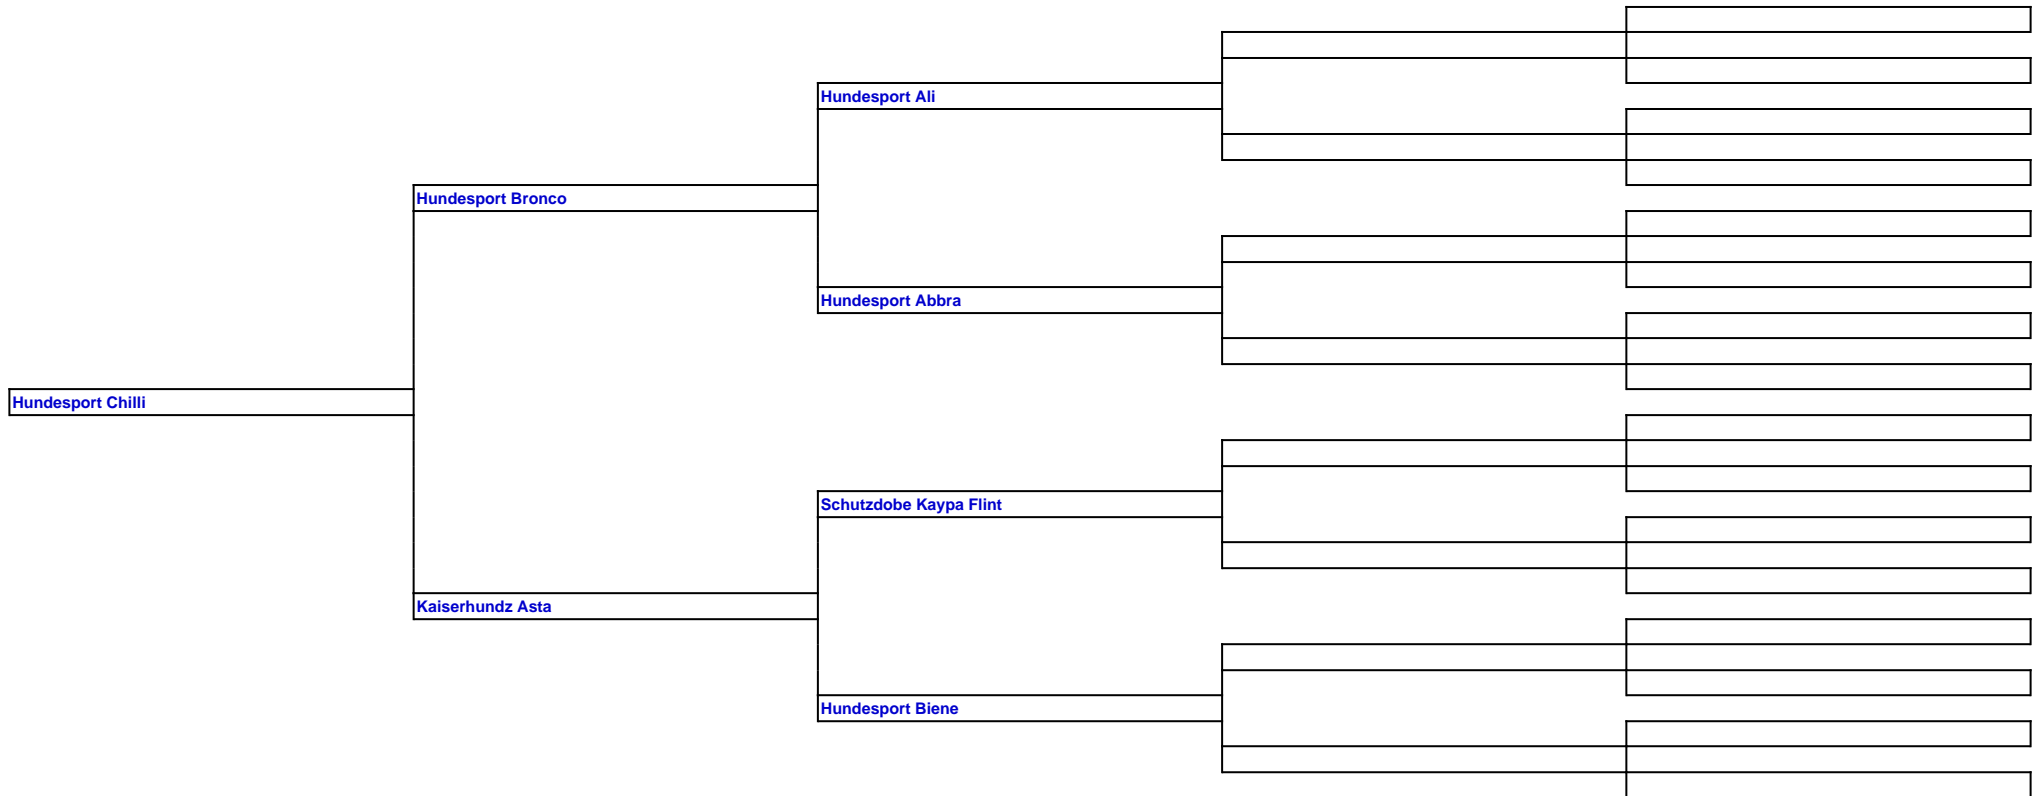 Hundesport Ali
Hundesport Bronco
Hundesport Abbra
Hundesport Chilli
Schutzdobe Kaypa Flint
Kaiserhundz Asta
Hundesport Biene